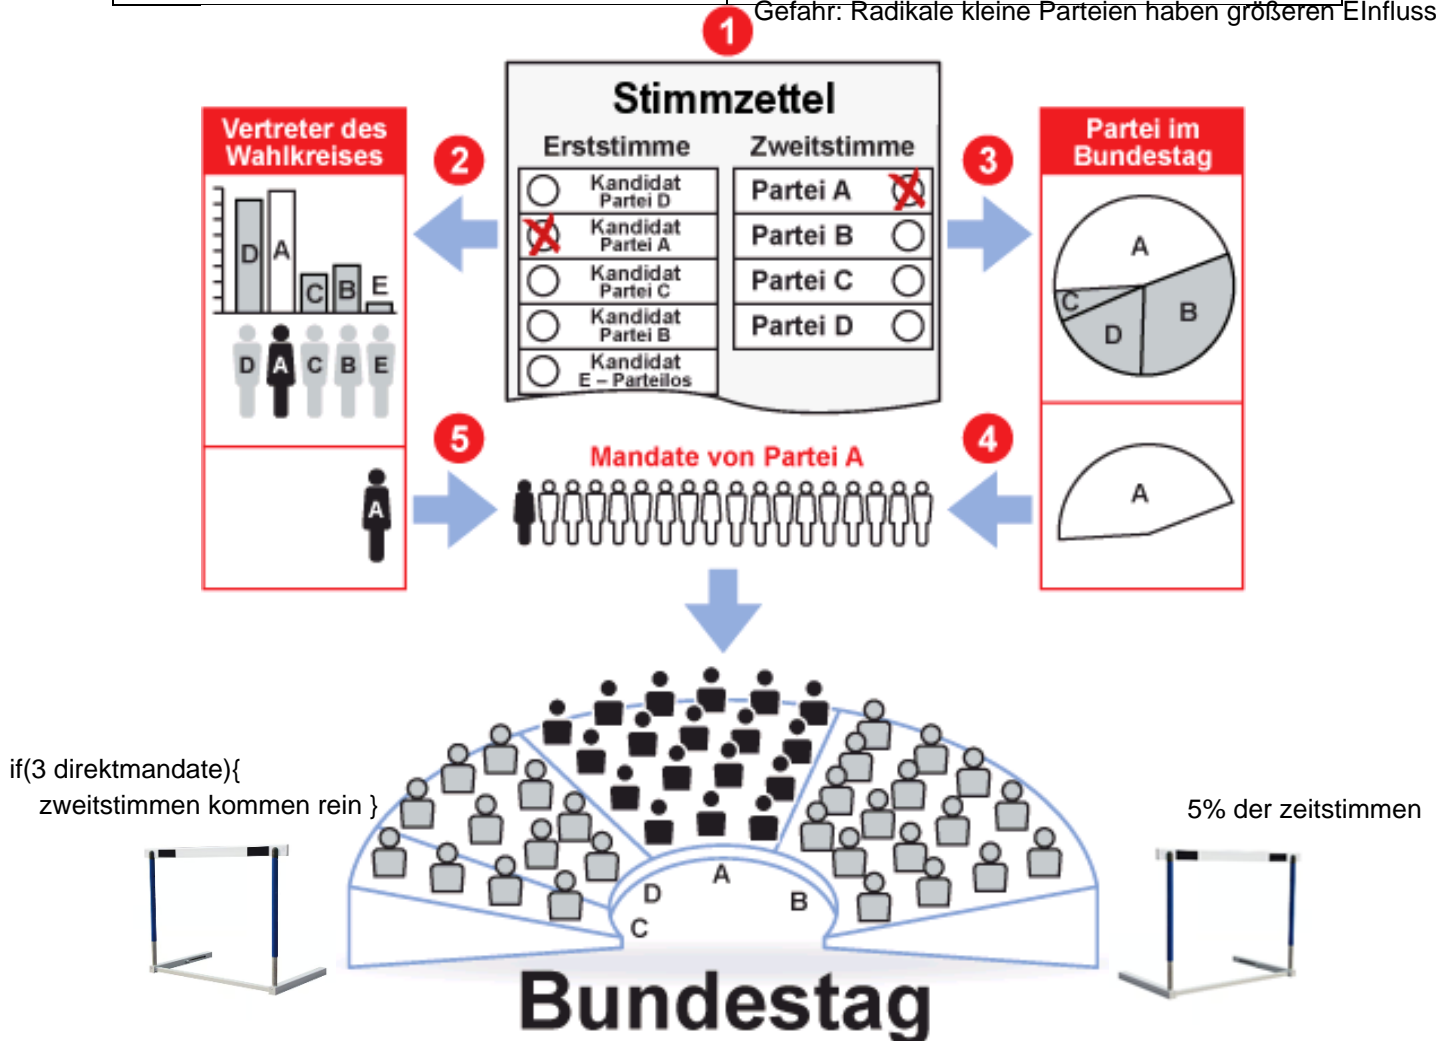 Gefahr: Radikale kleine Parteien haben größeren EInfluss
1
Stimmzettel
Erststimme
Zweitstimme
Kandidat
Partei D
Kandidat
Partei A
Kandidat
Partei C
Kandidat
Partei B
Kandidat
E – Parteilos
Partei A
Partei B
Partei C
Partei D
2
Vertreter des
Wahlkreises
D
A
C
B
E
D
A
C
B
E
3
Partei im
Bundestag
A
B
C
D
4
A
5
A
Mandate von Partei A
if(3 direktmandate){
zweitstimmen kommen rein }
5% der zeitstimmen
A
D
B
C
Bundestag